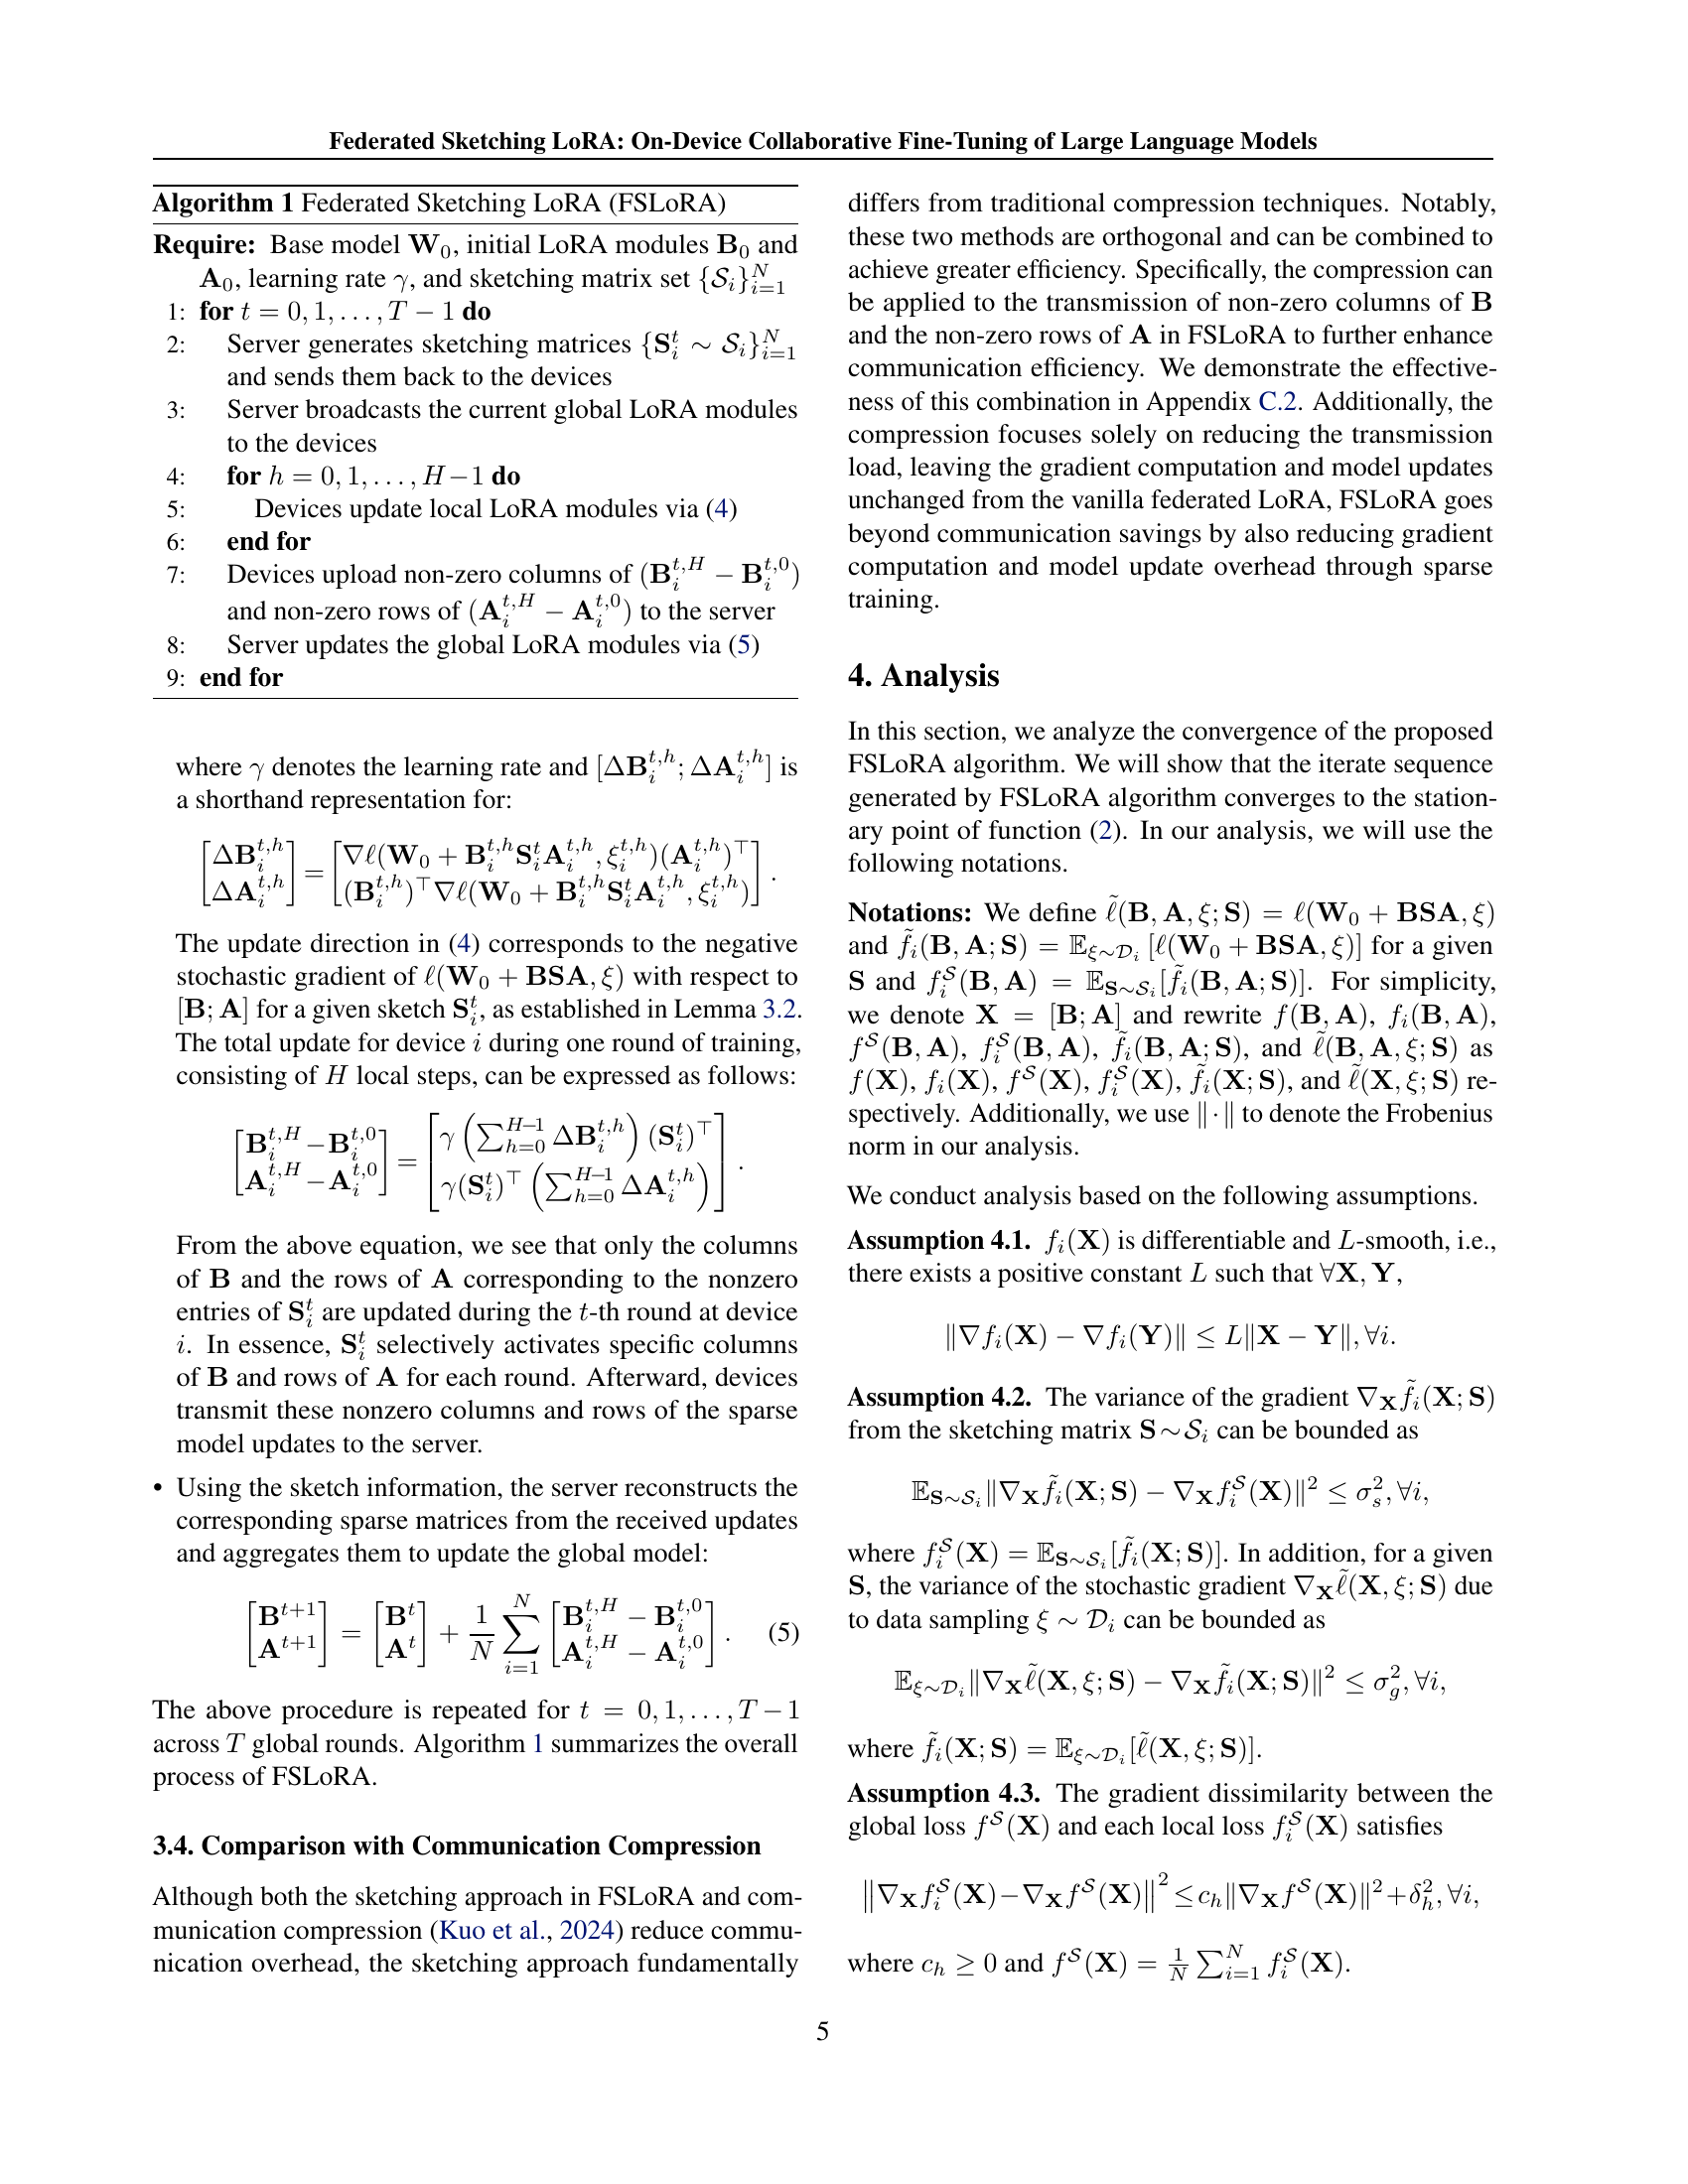 Federated Sketching LoRA: On-Device Collaborative Fine-Tuning of Large Language Models
Algorithm 1 Federated Sketching LoRA (FSLoRA)
Require: Base model $\mathbf{W}_0$, initial LoRA modules $\mathbf{B}_0$ and
$\mathbf{A}_0$, learning rate $\gamma$, and sketching matrix set $\{\mathcal{S}_i\}_{i=1}^N$
1: for $t = 0, 1, \ldots, T-1$ do
2: Server generates sketching matrices $\{\mathbf{S}_i^t \sim \mathcal{S}_i\}_{i=1}^N$
and sends them back to the devices
3: Server broadcasts the current global LoRA modules
to the devices
4: for $h = 0, 1, \ldots, H-1$ do
5: Devices update local LoRA modules via (4)
6: end for
7: Devices upload non-zero columns of $(\mathbf{B}_i^{t,H} - \mathbf{B}_i^{t,0})$
and non-zero rows of $(\mathbf{A}_i^{t,H} - \mathbf{A}_i^{t,0})$ to the server
8: Server updates the global LoRA modules via (5)
9: end for
where $\gamma$ denotes the learning rate and $[\Delta\mathbf{B}_i^{t,h}; \Delta\mathbf{A}_i^{t,h}]$ is
a shorthand representation for:
$\begin{bmatrix} \Delta\mathbf{B}_i^{t,h} \\ \Delta\mathbf{A}_i^{t,h} \end{bmatrix} = \begin{bmatrix} \nabla\ell(\mathbf{W}_0 + \mathbf{B}_i^{t,h}\mathbf{S}_i^t\mathbf{A}_i^{t,h}, \xi_i^{t,h})(\mathbf{A}_i^{t,h})^\top \\ (\mathbf{B}_i^{t,h})^\top \nabla\ell(\mathbf{W}_0 + \mathbf{B}_i^{t,h}\mathbf{S}_i^t\mathbf{A}_i^{t,h}, \xi_i^{t,h}) \end{bmatrix}.$
The update direction in (4) corresponds to the negative
stochastic gradient of $\ell(\mathbf{W}_0 + \mathbf{BSA}, \xi)$ with respect to
$[\mathbf{B}; \mathbf{A}]$ for a given sketch $\mathbf{S}_i^t$, as established in Lemma 3.2.
The total update for device $i$ during one round of training,
consisting of $H$ local steps, can be expressed as follows:
$\begin{bmatrix} \mathbf{B}_i^{t,H} - \mathbf{B}_i^{t,0} \\ \mathbf{A}_i^{t,H} - \mathbf{A}_i^{t,0} \end{bmatrix} = \begin{bmatrix} \gamma \left(\sum_{h=0}^{H-1} \Delta\mathbf{B}_i^{t,h}\right) (\mathbf{S}_i^t)^\top \\ \gamma (\mathbf{S}_i^t)^\top \left(\sum_{h=0}^{H-1} \Delta\mathbf{A}_i^{t,h}\right) \end{bmatrix}.$
From the above equation, we see that only the columns
of $\mathbf{B}$ and the rows of $\mathbf{A}$ corresponding to the nonzero
entries of $\mathbf{S}_i^t$ are updated during the $t$-th round at device
$i$. In essence, $\mathbf{S}_i^t$ selectively activates specific columns
of $\mathbf{B}$ and rows of $\mathbf{A}$ for each round. Afterward, devices
transmit these nonzero columns and rows of the sparse
model updates to the server.
• Using the sketch information, the server reconstructs the
corresponding sparse matrices from the received updates
and aggregates them to update the global model:
$\begin{bmatrix} \mathbf{B}^{t+1} \\ \mathbf{A}^{t+1} \end{bmatrix} = \begin{bmatrix} \mathbf{B}^t \\ \mathbf{A}^t \end{bmatrix} + \frac{1}{N} \sum_{i=1}^N \begin{bmatrix} \mathbf{B}_i^{t,H} - \mathbf{B}_i^{t,0} \\ \mathbf{A}_i^{t,H} - \mathbf{A}_i^{t,0} \end{bmatrix}. \quad (5)$
The above procedure is repeated for $t = 0, 1, \ldots, T-1$
across $T$ global rounds. Algorithm 1 summarizes the overall
process of FSLoRA.
3.4. Comparison with Communication Compression
Although both the sketching approach in FSLoRA and com-
munication compression (Kuo et al., 2024) reduce commu-
nication overhead, the sketching approach fundamentally
differs from traditional compression techniques. Notably,
these two methods are orthogonal and can be combined to
achieve greater efficiency. Specifically, the compression can
be applied to the transmission of non-zero columns of $\mathbf{B}$
and the non-zero rows of $\mathbf{A}$ in FSLoRA to further enhance
communication efficiency. We demonstrate the effective-
ness of this combination in Appendix C.2. Additionally, the
compression focuses solely on reducing the transmission
load, leaving the gradient computation and model updates
unchanged from the vanilla federated LoRA, FSLoRA goes
beyond communication savings by also reducing gradient
computation and model update overhead through sparse
training.
4. Analysis
In this section, we analyze the convergence of the proposed
FSLoRA algorithm. We will show that the iterate sequence
generated by FSLoRA algorithm converges to the station-
ary point of function (2). In our analysis, we will use the
following notations.
Notations: We define $\tilde{\ell}(\mathbf{B}, \mathbf{A}, \xi; \mathbf{S}) = \ell(\mathbf{W}_0 + \mathbf{BSA}, \xi)$
and $\tilde{f}_i(\mathbf{B}, \mathbf{A}; \mathbf{S}) = \mathbb{E}_{\xi \sim \mathcal{D}_i}[\ell(\mathbf{W}_0 + \mathbf{BSA}, \xi)]$ for a given
$\mathbf{S}$ and $f_i^{\mathcal{S}}(\mathbf{B}, \mathbf{A}) = \mathbb{E}_{\mathbf{S} \sim \mathcal{S}_i}[\tilde{f}_i(\mathbf{B}, \mathbf{A}; \mathbf{S})]$. For simplicity,
we denote $\mathbf{X} = [\mathbf{B}; \mathbf{A}]$ and rewrite $f(\mathbf{B}, \mathbf{A})$, $f_i(\mathbf{B}, \mathbf{A})$,
$f^{\mathcal{S}}(\mathbf{B}, \mathbf{A})$, $f_i^{\mathcal{S}}(\mathbf{B}, \mathbf{A})$, $\tilde{f}_i(\mathbf{B}, \mathbf{A}; \mathbf{S})$, and $\tilde{\ell}(\mathbf{B}, \mathbf{A}, \xi; \mathbf{S})$ as
$f(\mathbf{X})$, $f_i(\mathbf{X})$, $f^{\mathcal{S}}(\mathbf{X})$, $f_i^{\mathcal{S}}(\mathbf{X})$, $\tilde{f}_i(\mathbf{X}; \mathbf{S})$, and $\tilde{\ell}(\mathbf{X}, \xi; \mathbf{S})$ re-
spectively. Additionally, we use $\|\cdot\|$ to denote the Frobenius
norm in our analysis.
We conduct analysis based on the following assumptions.
Assumption 4.1. $f_i(\mathbf{X})$ is differentiable and $L$-smooth, i.e.,
there exists a positive constant $L$ such that $\forall \mathbf{X}, \mathbf{Y}$,
$\|\nabla f_i(\mathbf{X}) - \nabla f_i(\mathbf{Y})\| \leq L\|\mathbf{X} - \mathbf{Y}\|, \forall i.$
Assumption 4.2. The variance of the gradient $\nabla_{\mathbf{X}} \tilde{f}_i(\mathbf{X}; \mathbf{S})$
from the sketching matrix $\mathbf{S} \sim \mathcal{S}_i$ can be bounded as
$\mathbb{E}_{\mathbf{S} \sim \mathcal{S}_i} \|\nabla_{\mathbf{X}} \tilde{f}_i(\mathbf{X}; \mathbf{S}) - \nabla_{\mathbf{X}} f_i^{\mathcal{S}}(\mathbf{X})\|^2 \leq \sigma_s^2, \forall i,$
where $f_i^{\mathcal{S}}(\mathbf{X}) = \mathbb{E}_{\mathbf{S} \sim \mathcal{S}_i}[\tilde{f}_i(\mathbf{X}; \mathbf{S})]$. In addition, for a given
$\mathbf{S}$, the variance of the stochastic gradient $\nabla_{\mathbf{X}} \tilde{\ell}(\mathbf{X}, \xi; \mathbf{S})$ due
to data sampling $\xi \sim \mathcal{D}_i$ can be bounded as
$\mathbb{E}_{\xi \sim \mathcal{D}_i} \|\nabla_{\mathbf{X}} \tilde{\ell}(\mathbf{X}, \xi; \mathbf{S}) - \nabla_{\mathbf{X}} \tilde{f}_i(\mathbf{X}; \mathbf{S})\|^2 \leq \sigma_g^2, \forall i,$
where $\tilde{f}_i(\mathbf{X}; \mathbf{S}) = \mathbb{E}_{\xi \sim \mathcal{D}_i}[\tilde{\ell}(\mathbf{X}, \xi; \mathbf{S})]$.
Assumption 4.3. The gradient dissimilarity between the
global loss $f^{\mathcal{S}}(\mathbf{X})$ and each local loss $f_i^{\mathcal{S}}(\mathbf{X})$ satisfies
$\left\|\nabla_{\mathbf{X}} f_i^{\mathcal{S}}(\mathbf{X}) - \nabla_{\mathbf{X}} f^{\mathcal{S}}(\mathbf{X})\right\|^2 \leq c_h \|\nabla_{\mathbf{X}} f^{\mathcal{S}}(\mathbf{X})\|^2 + \delta_h^2, \forall i,$
where $c_h \geq 0$ and $f^{\mathcal{S}}(\mathbf{X}) = \frac{1}{N} \sum_{i=1}^N f_i^{\mathcal{S}}(\mathbf{X})$.
5